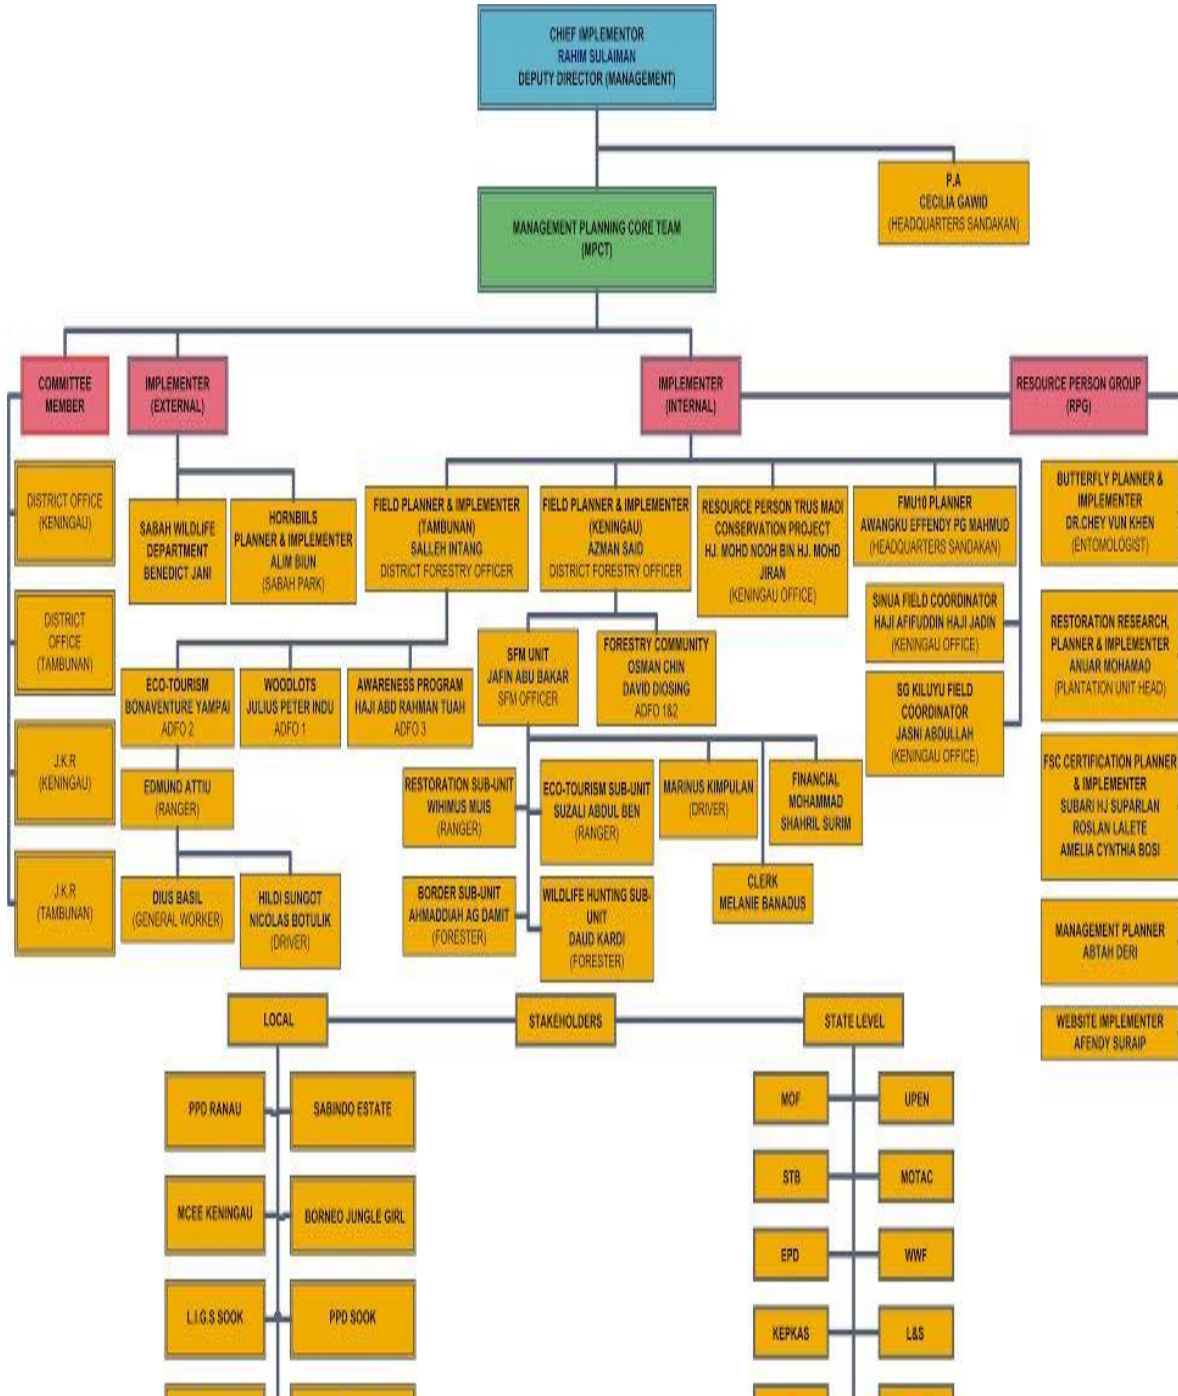 CHIEF IMPLEMENTOR
RAHIM SULAIMAN
DEPUTY DIRECTOR (MANAGEMENT)
P.A
CECILIA GAWID
(HEADQUARTERS SANDAKAN)
MANAGEMENT PLANNING CORE TEAM
(MPCT)
COMMITTEE
MEMBER
IMPLEMENTER
(EXTERNAL)
IMPLEMENTER
(INTERNAL)
RESOURCE PERSON GROUP
(RPG)
DISTRICT OFFICE
(KENINGAU)
DISTRICT
OFFICE
(TAMBUNAN)
J.K.R
(KENINGAU)
J.K.R
(TAMBUNAN)
SABAH WILDLIFE
DEPARTMENT
BENEDICT JANI
HORNBIILS
PLANNER & IMPLEMENTER
ALIM BIUN
(SABAH PARK)
FIELD PLANNER & IMPLEMENTER
(TAMBUNAN)
SALLEH INTANG
DISTRICT FORESTRY OFFICER
FIELD PLANNER & IMPLEMENTER
(KENINGAU)
AZMAN SAID
DISTRICT FORESTRY OFFICER
RESOURCE PERSON TRUS MADI
CONSERVATION PROJECT
HJ. MOHD NOOH BIN HJ. MOHD
JIRAN
(KENINGAU OFFICE)
FMU10 PLANNER
AWANGKU EFFENDY PG MAHMUD
(HEADQUARTERS SANDAKAN)
SINUA FIELD COORDINATOR
HAJI AFIFUDDIN HAJI JADIN
(KENINGAU OFFICE)
SG KILUYU FIELD
COORDINATOR
JASNI ABDULLAH
(KENINGAU OFFICE)
ECO-TOURISM
BONAVENTURE YAMPAI
ADFO 2
WOODLOTS
JULIUS PETER INDU
ADFO 1
AWARENESS PROGRAM
HAJI ABD RAHMAN TUAH
ADFO 3
SFM UNIT
JAFIN ABU BAKAR
SFM OFFICER
FORESTRY COMMUNITY
OSMAN CHIN
DAVID DIOSING
ADFO 1&2
EDMUND ATTIU
(RANGER)
DIUS BASIL
(GENERAL WORKER)
HILDI SUNGOT
NICOLAS BOTULIK
(DRIVER)
RESTORATION SUB-UNIT
WIHIMUS MUIS
(RANGER)
ECO-TOURISM SUB-UNIT
SUZALI ABDUL BEN
(RANGER)
MARINUS KIMPULAN
(DRIVER)
FINANCIAL
MOHAMMAD
SHAHRIL SURIM
BORDER SUB-UNIT
AHMADDIAH AG DAMIT
(FORESTER)
WILDLIFE HUNTING SUB-
UNIT
DAUD KARDI
(FORESTER)
CLERK
MELANIE BANADUS
BUTTERFLY PLANNER &
IMPLEMENTER
DR.CHEY VUN KHEN
(ENTOMOLOGIST)
RESTORATION RESEARCH,
PLANNER & IMPLEMENTER
ANUAR MOHAMAD
(PLANTATION UNIT HEAD)
FSC CERTIFICATION PLANNER
& IMPLEMENTER
SUBARI HJ SUPARLAN
ROSLAN LALETE
AMELIA CYNTHIA BOSI
MANAGEMENT PLANNER
ABTAH DERI
WEBSITE IMPLEMENTER
AFENDY SURAIP
LOCAL
STAKEHOLDERS
STATE LEVEL
PPD RANAU
SABINDO ESTATE
MCEE KENINGAU
BORNEO JUNGLE GIRL
L.I.G.S SOOK
PPD SOOK
MOF
UPEN
STB
MOTAC
EPD
WWF
KEPKAS
L&S